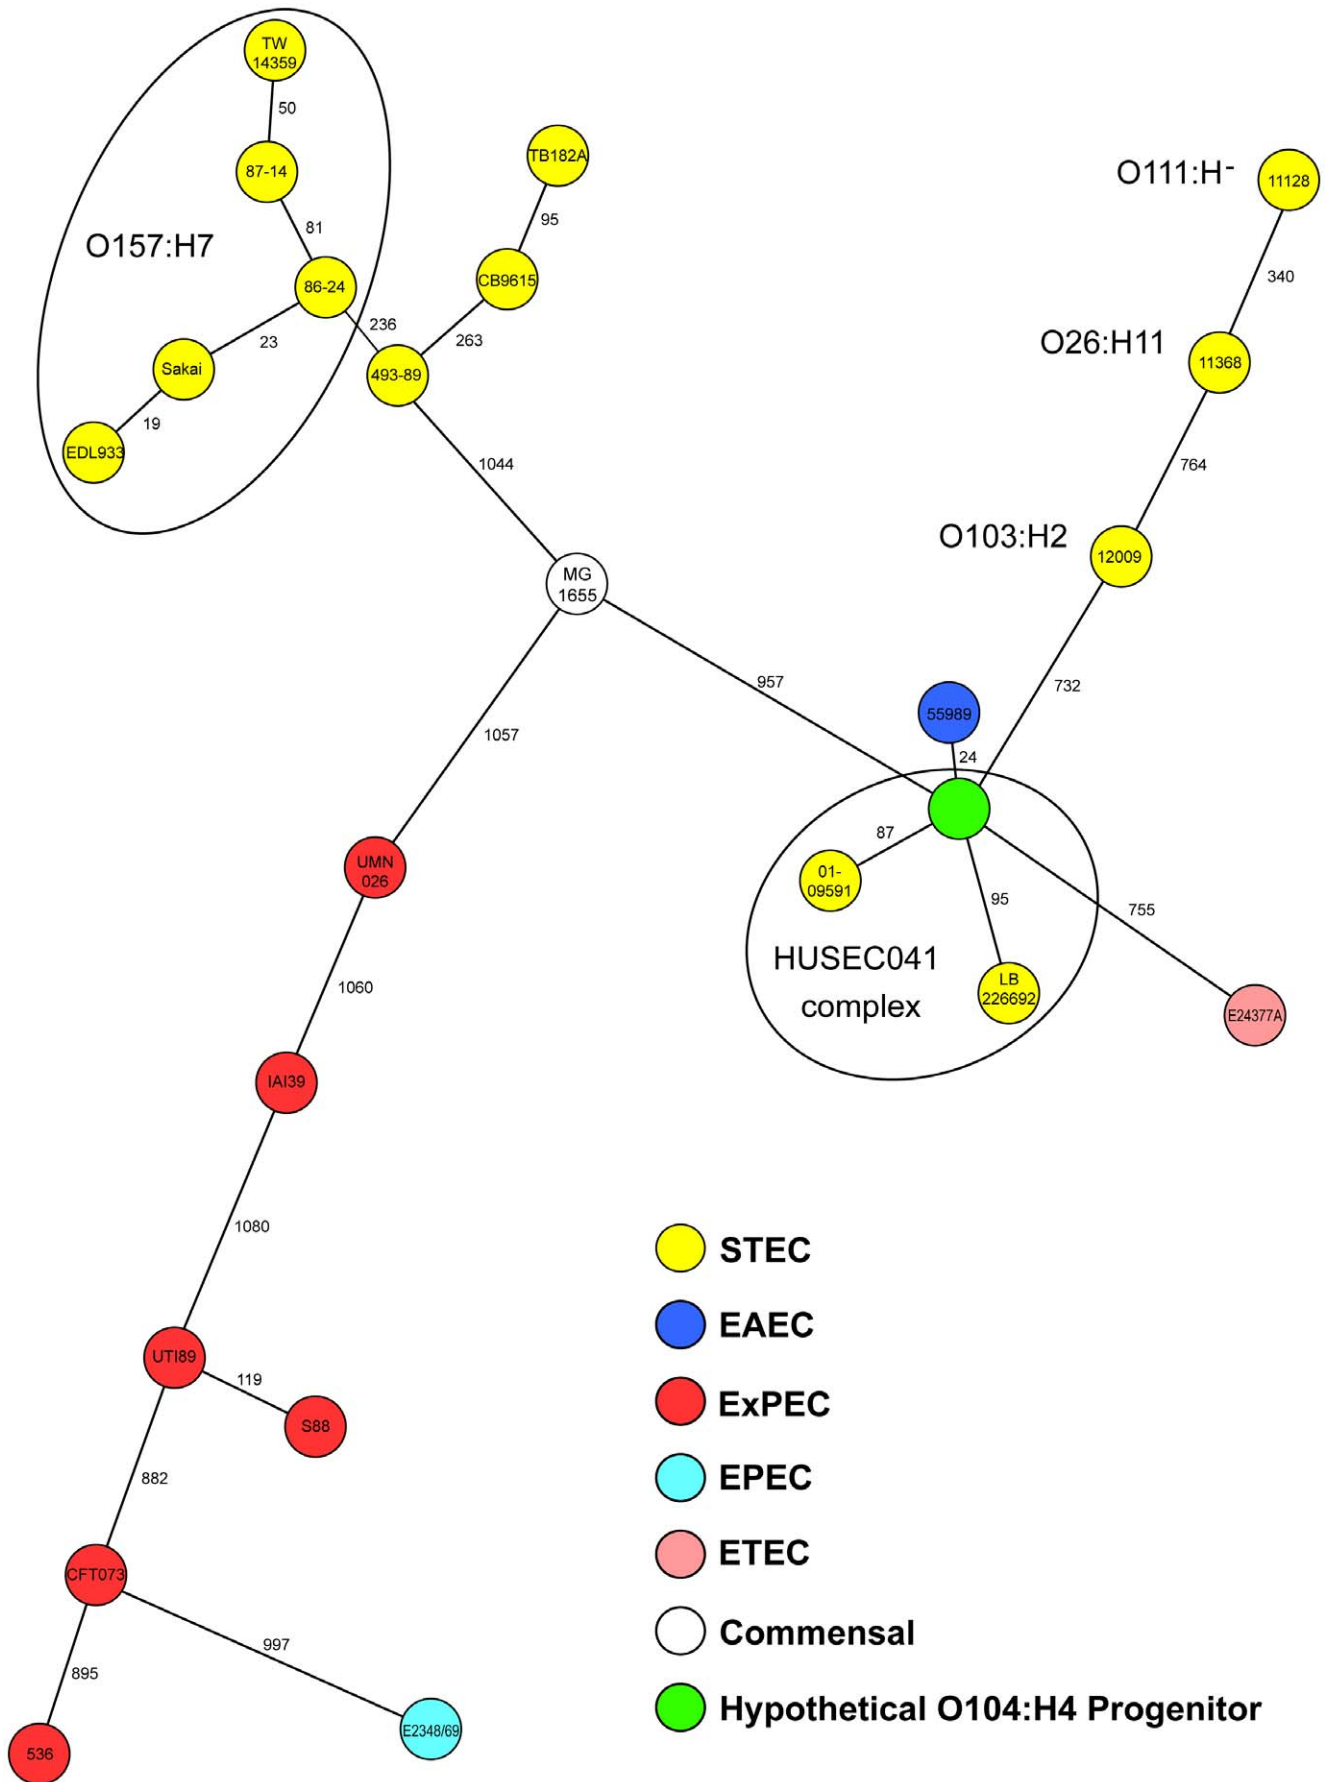 TW
14359
50
87-14
81
O157:H7
86-24
23
Sakai
19
EDL933
236
TB182A
95
CB9615
263
493-89
1044
O111:H-
11128
340
O26:H11
11368
764
O103:H2
12009
732
MG
1655
957
1057
55989
24
87
01-
09591
95
LB
226692
HUSEC041
complex
755
E24377A
UMN
026
1060
IAI39
1080
UTI89
119
S88
882
CFT073
997
895
E2348/69
536
STEC
EAEC
ExPEC
EPEC
ETEC
Commensal
Hypothetical O104:H4 Progenitor